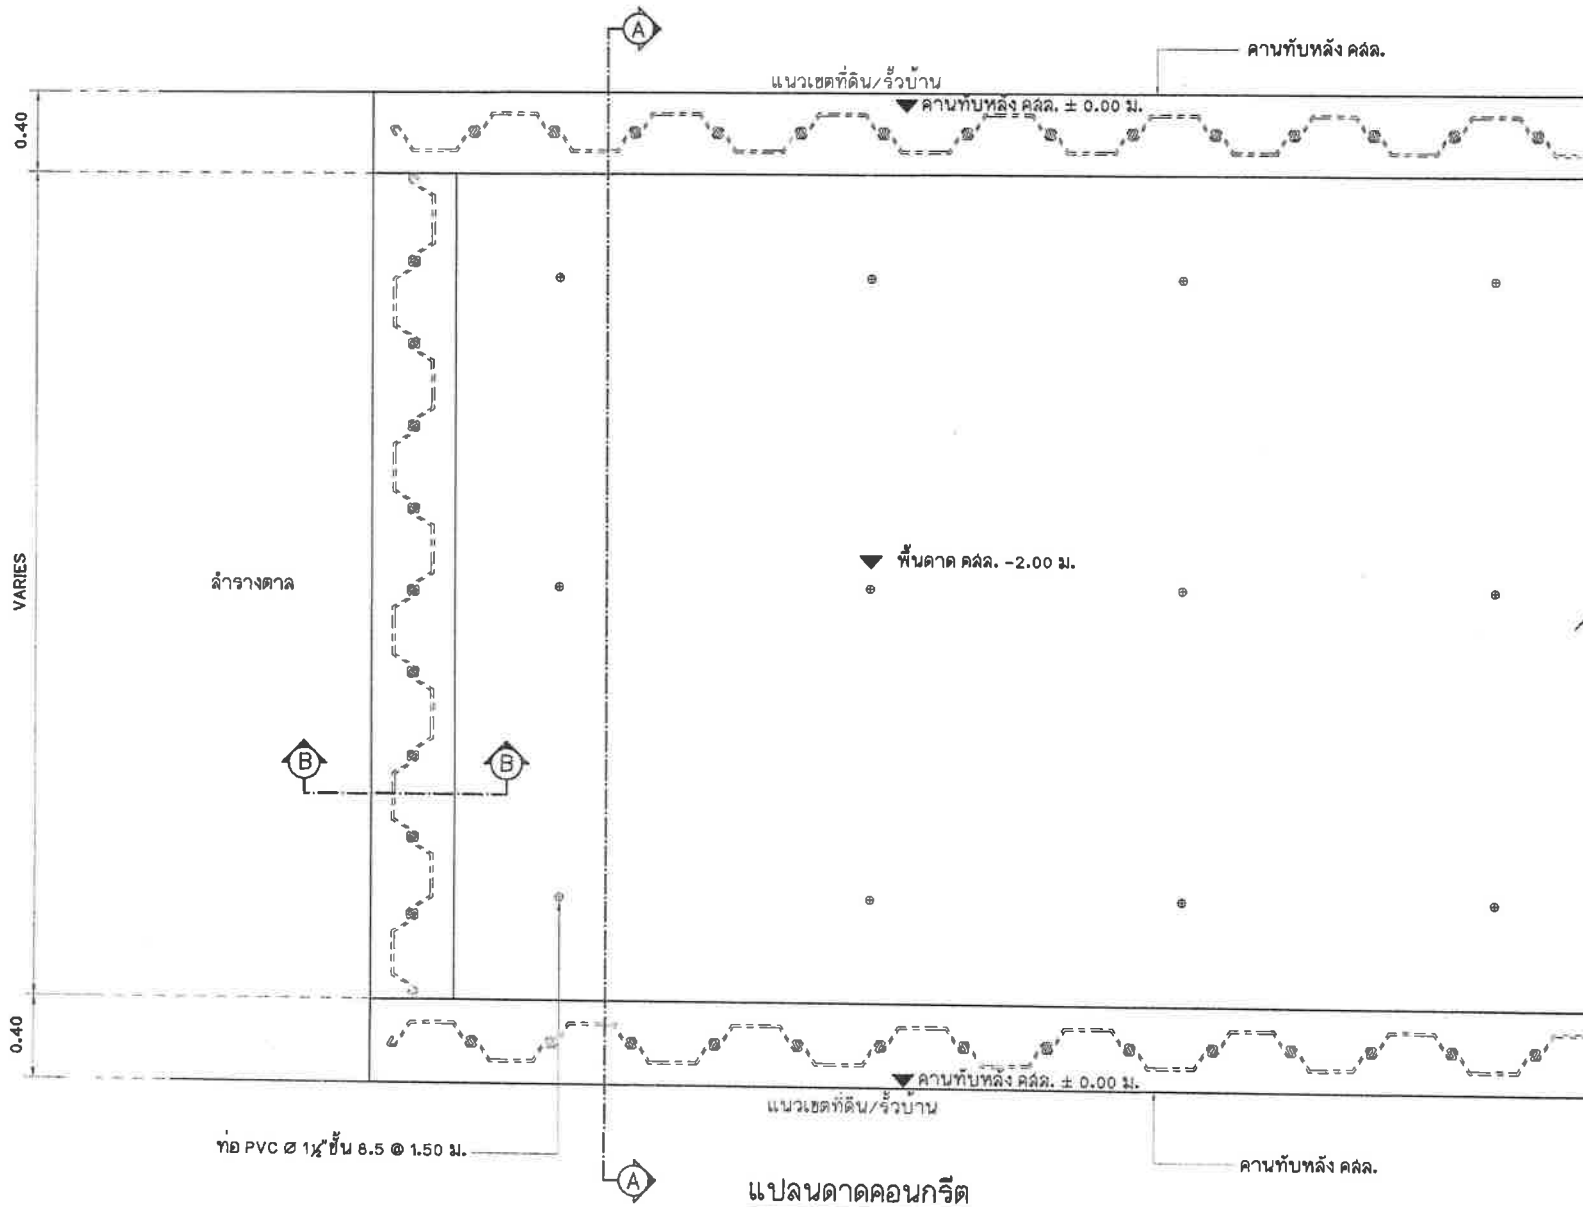 A
คานทับหลัง คสล.
แนวเขตที่ดิน/รั้วบ้าน
คานทับหลัง คสล. ± 0.00 ม.
0.40
VARIES
ลำรางตาล
พื้นดาด คสล. -2.00 ม.
B
B
0.40
คานทับหลัง คสล. ± 0.00 ม.
แนวเขตที่ดิน/รั้วบ้าน
ท่อ PVC Ø 1½" ชั้น 8.5 @ 1.50 ม.
คานทับหลัง คสล.
A
แปลนดาดคอนกรีต